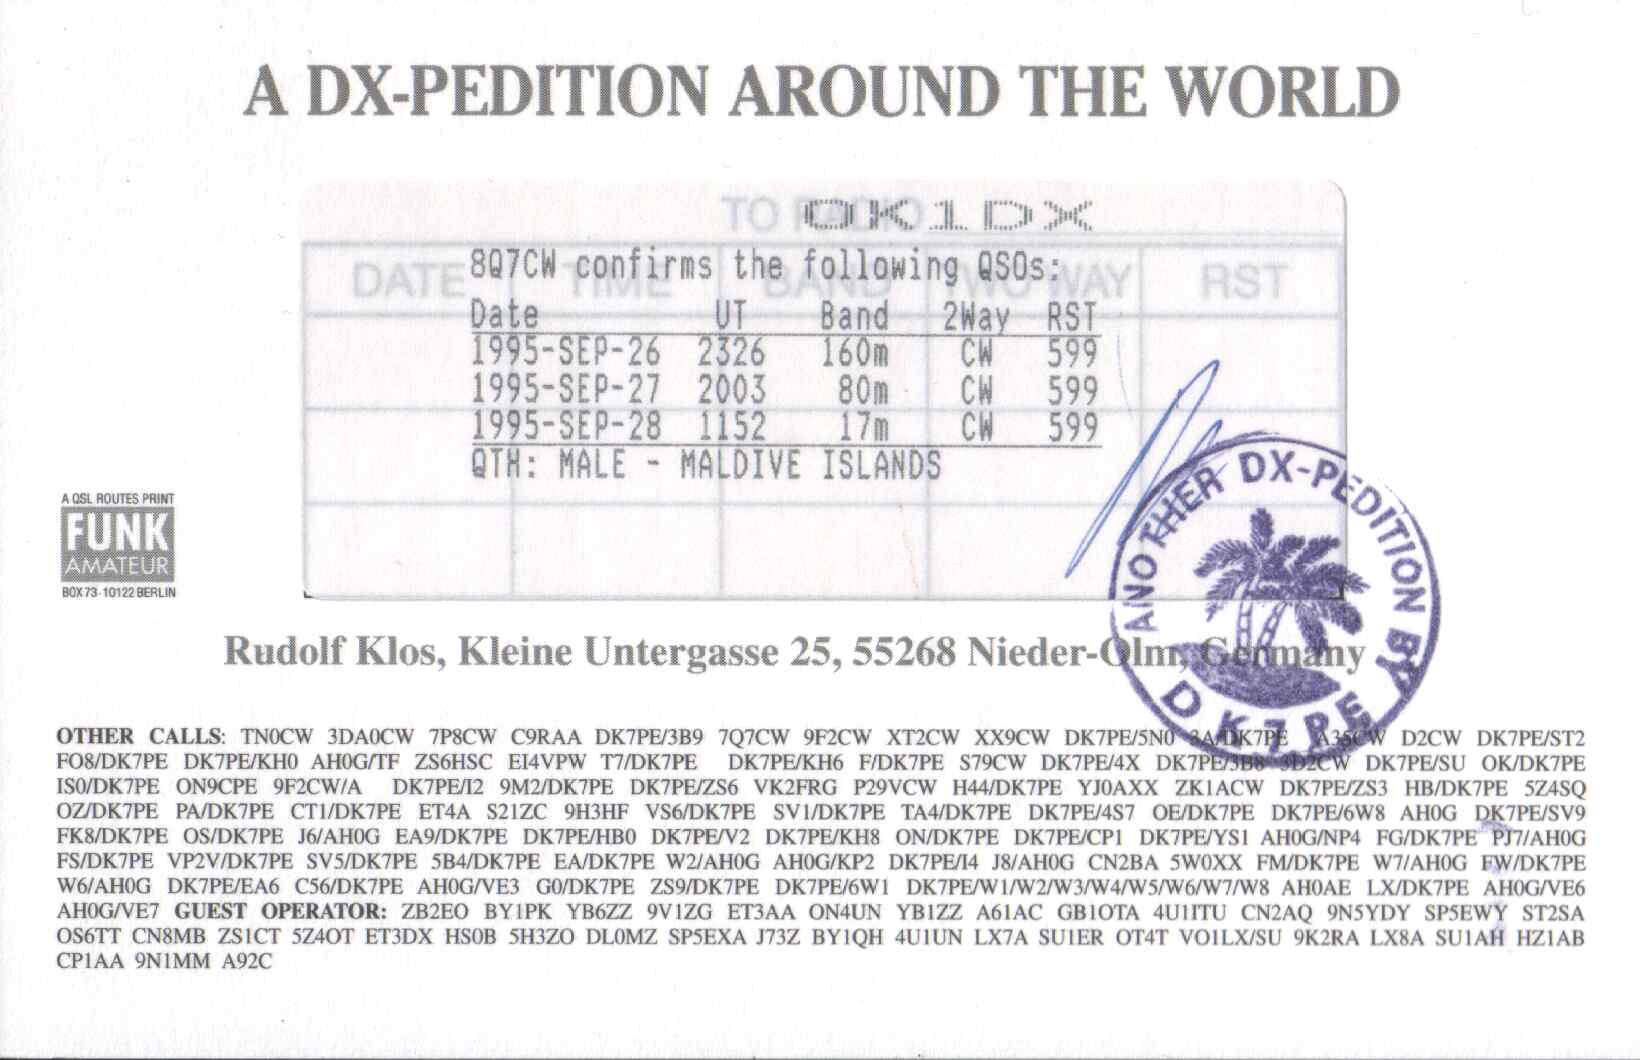 A DX-PEDITION AROUND THE WORLD
TO RADIO
OK1DX
8Q7CW confirms the following QSOs:
DATE TIME BAND TWO-WAY RST
Date UT Band 2Way RST
1995-SEP-26 2326 160m CW 599
1995-SEP-27 2003 80m CW 599
1995-SEP-28 1152 17m CW 599
QTH: MALE - MALDIVE ISLANDS
A QSL ROUTES PRINT
FUNK
AMATEUR
BOX 73 · 10122 BERLIN
ANOTHER DX-PEDITION BY
DK7PE
Rudolf Klos, Kleine Untergasse 25, 55268 Nieder-Olm, Germany
OTHER CALLS: TN0CW 3DA0CW 7P8CW C9RAA DK7PE/3B9 7Q7CW 9F2CW XT2CW XX9CW DK7PE/5N0 3A/DK7PE A35CW D2CW DK7PE/ST2
FO8/DK7PE DK7PE/KH0 AH0G/TF ZS6HSC EI4VPW T7/DK7PE DK7PE/KH6 F/DK7PE S79CW DK7PE/4X DK7PE/3B8 3D2CW DK7PE/SU OK/DK7PE
IS0/DK7PE ON9CPE 9F2CW/A DK7PE/I2 9M2/DK7PE DK7PE/ZS6 VK2FRG P29VCW H44/DK7PE YJ0AXX ZK1ACW DK7PE/ZS3 HB/DK7PE 5Z4SQ
OZ/DK7PE PA/DK7PE CT1/DK7PE ET4A S21ZC 9H3HF VS6/DK7PE SV1/DK7PE TA4/DK7PE DK7PE/4S7 OE/DK7PE DK7PE/6W8 AH0G DK7PE/SV9
FK8/DK7PE OS/DK7PE J6/AH0G EA9/DK7PE DK7PE/HB0 DK7PE/V2 DK7PE/KH8 ON/DK7PE DK7PE/CP1 DK7PE/YS1 AH0G/NP4 FG/DK7PE PJ7/AH0G
FS/DK7PE VP2V/DK7PE SV5/DK7PE 5B4/DK7PE EA/DK7PE W2/AH0G AH0G/KP2 DK7PE/I4 J8/AH0G CN2BA 5W0XX FM/DK7PE W7/AH0G FW/DK7PE
W6/AH0G DK7PE/EA6 C56/DK7PE AH0G/VE3 G0/DK7PE ZS9/DK7PE DK7PE/6W1 DK7PE/W1/W2/W3/W4/W5/W6/W7/W8 AH0AE LX/DK7PE AH0G/VE6
AH0G/VE7 GUEST OPERATOR: ZB2EO BY1PK YB6ZZ 9V1ZG ET3AA ON4UN YB1ZZ A61AC GB1OTA 4U1ITU CN2AQ 9N5YDY SP5EWY ST2SA
OS6TT CN8MB ZS1CT 5Z4OT ET3DX HS0B 5H3ZO DL0MZ SP5EXA J73Z BY1QH 4U1UN LX7A SU1ER OT4T VO1LX/SU 9K2RA LX8A SU1AH HZ1AB
CP1AA 9N1MM A92C